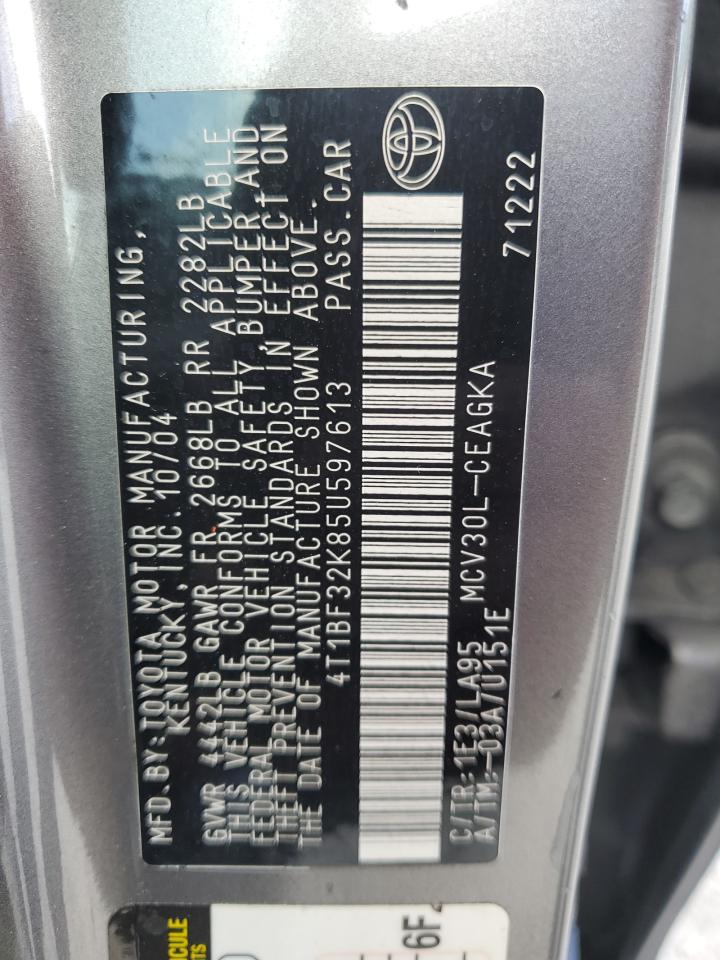 MFD.BY:TOYOTA MOTOR MANUFACTURING,
KENTUCKY, INC. 10/04
GVWR 4442LB GAWR FR 2668LB RR 2282LB
THIS VEHICLE CONFORMS TO ALL APPLICABLE
FEDERAL MOTOR VEHICLE SAFETY, BUMPER, AND
THEFT PREVENTION STANDARDS IN EFFECT ON
THE DATE OF MANUFACTURE SHOWN ABOVE.
4T1BF32K85U597613 PASS.CAR
C/TR:1E3/LA95 MCV30L-CEAGKA
A/TM:-03A/U151E 71222
6F